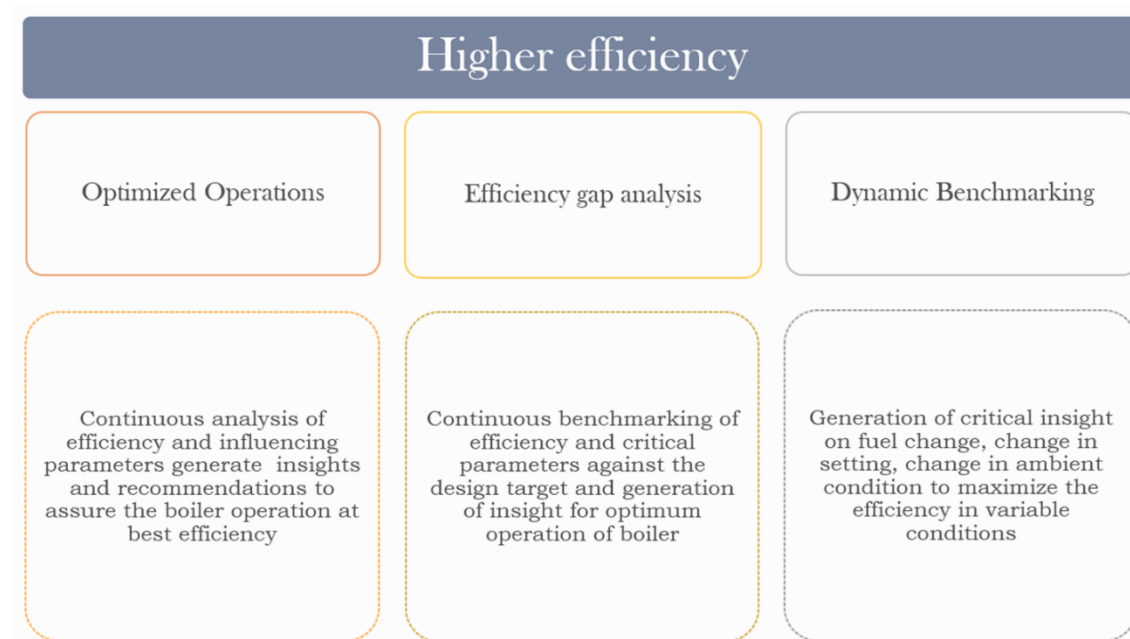 Higher efficiency
Optimized Operations
Efficiency gap analysis
Dynamic Benchmarking
Continuous analysis of
efficiency and influencing
parameters generate  insights
and recommendations to
assure the boiler operation at
best efficiency
Continuous benchmarking of
efficiency and critical
parameters against the
design target and generation
of insight for optimum
operation of boiler
Generation of critical insight
on fuel change, change in
setting, change in ambient
condition to maximize the
efficiency in variable
conditions